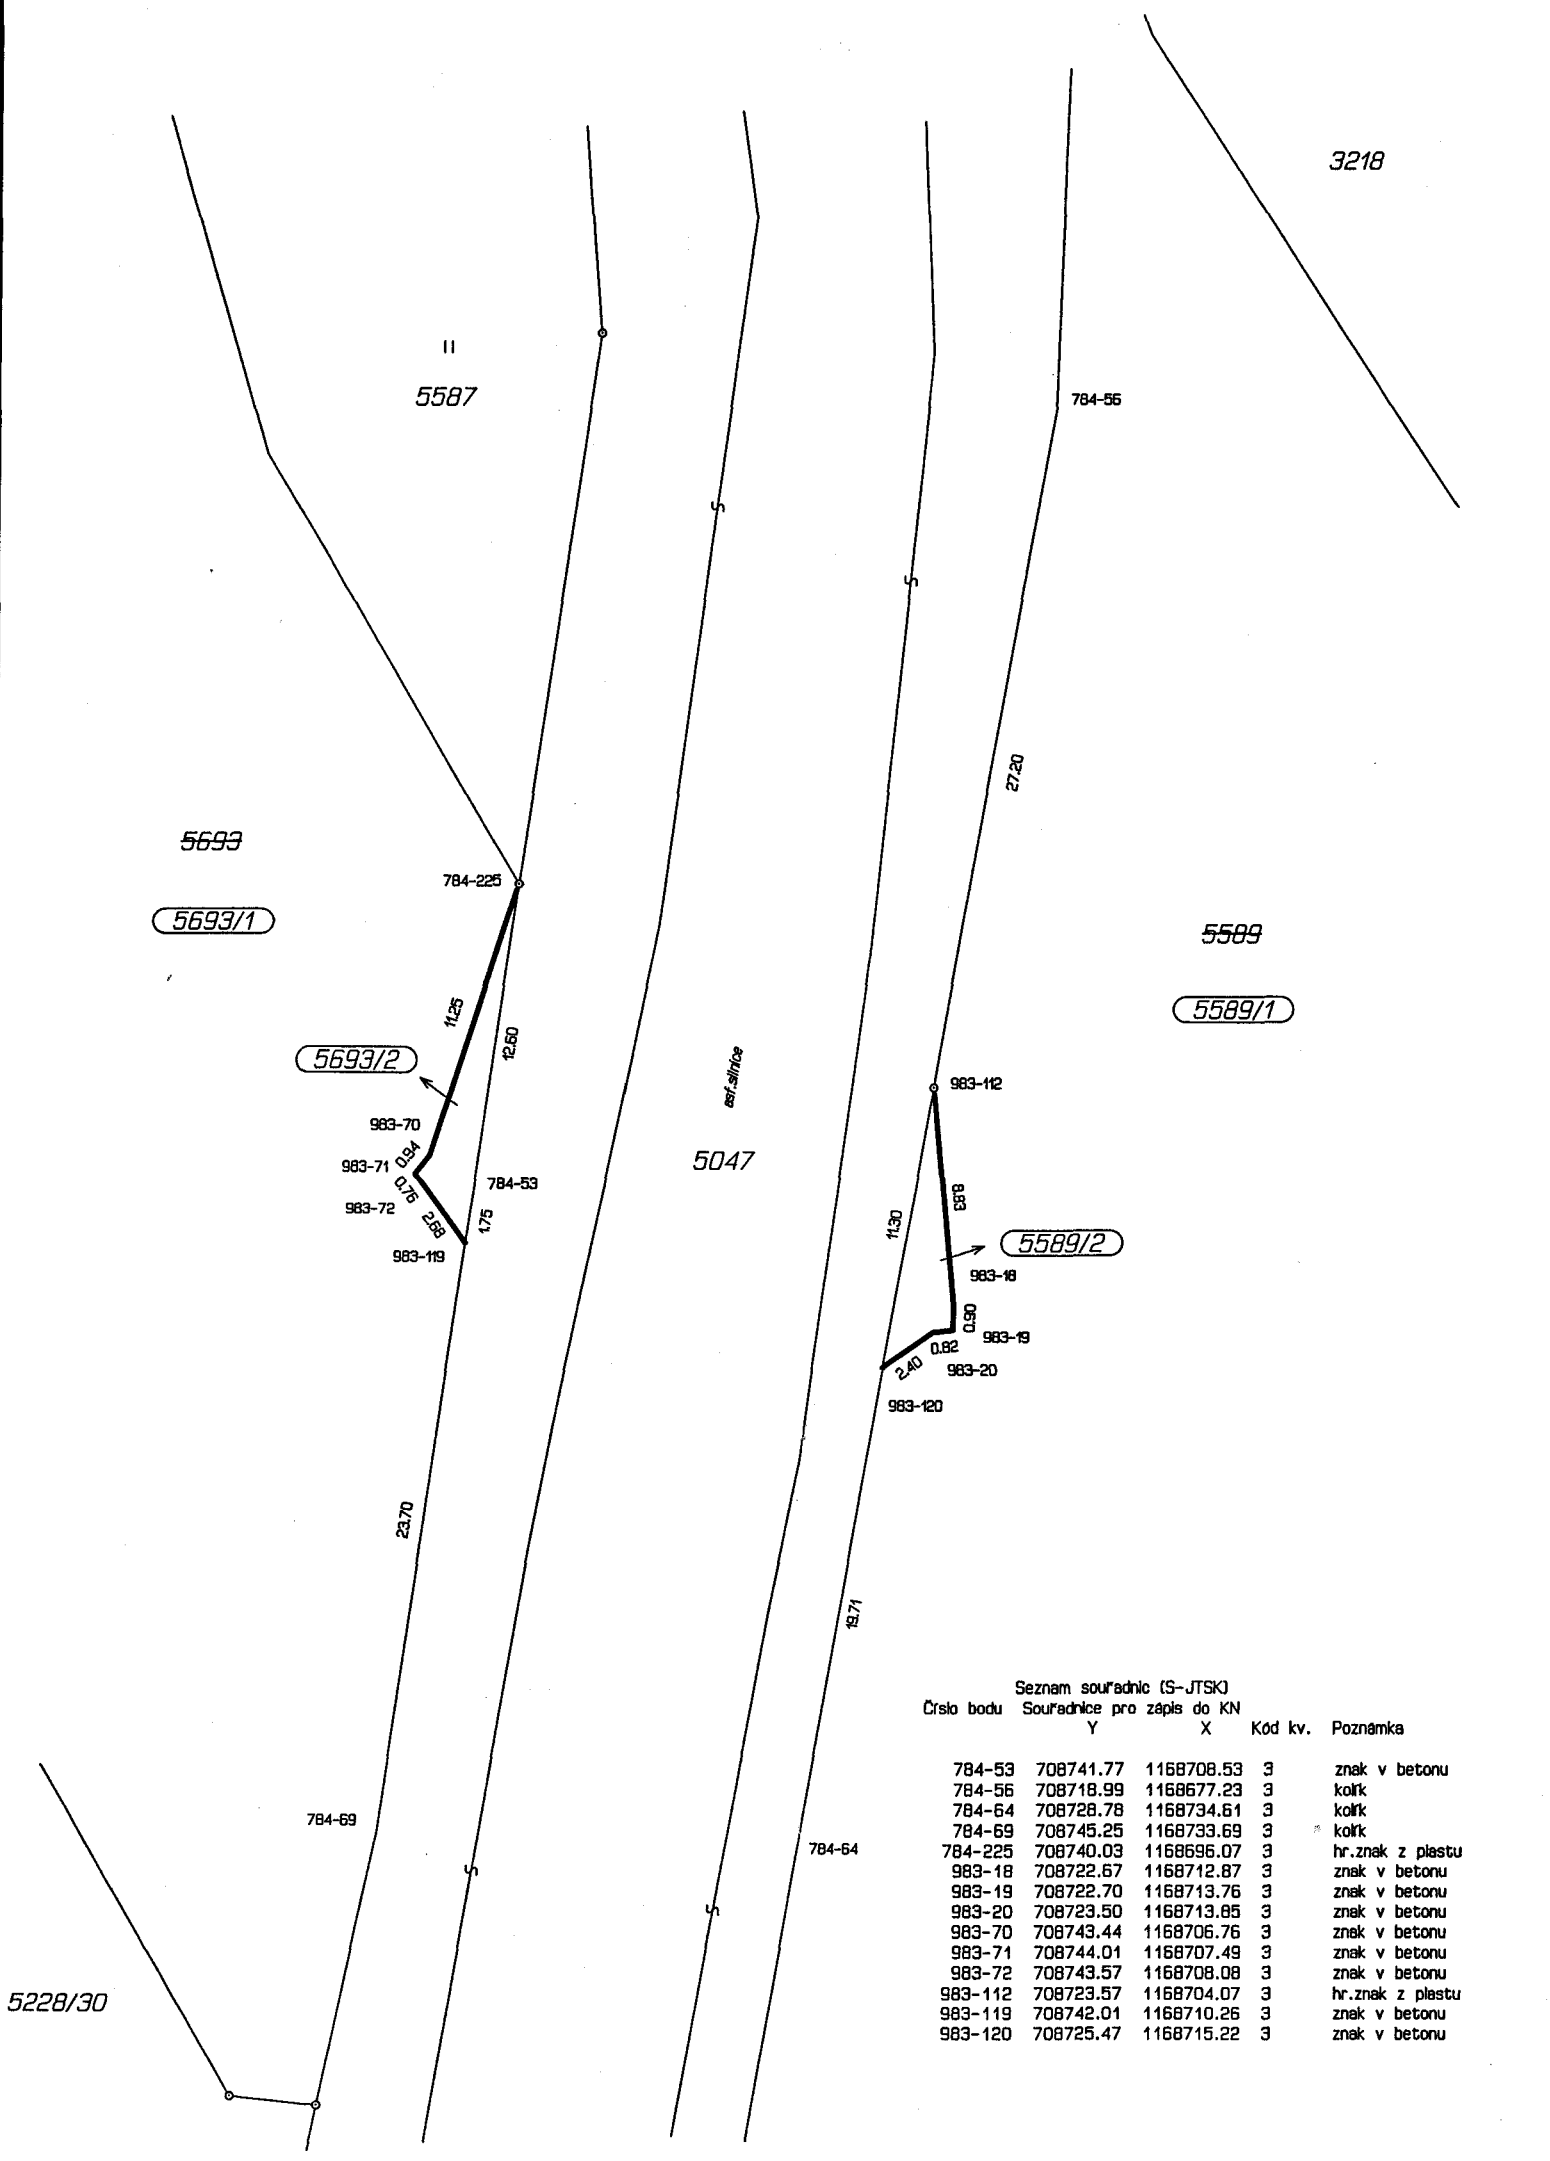 3218
5587
784-56
27.20
5693
784-225
5693/1
5589
5589/1
11.25
12.60
5693/2
asf.silnice
983-112
983-70
0.94
983-71
5047
784-53
0.76
983-72
8.83
2.68
1.75
11.30
5589/2
983-119
983-18
0.90
983-19
0.82
983-20
2.40
983-120
23.70
19.71
Seznam souřadnic (S-JTSK)
Číslo bodu Souřadnice pro zápis do KN
Y X Kód kv. Poznámka
784-53 708741.77 1168708.53 3 znak v betonu
784-56 708718.99 1168677.23 3 kolík
784-64 708728.78 1168734.61 3 kolík
784-69 708745.25 1168733.69 3 kolík
784-225 708740.03 1168696.07 3 hr.znak z plastu
983-18 708722.67 1168712.87 3 znak v betonu
983-19 708722.70 1168713.76 3 znak v betonu
983-20 708723.50 1168713.85 3 znak v betonu
983-70 708743.44 1168706.76 3 znak v betonu
983-71 708744.01 1168707.49 3 znak v betonu
983-72 708743.57 1168708.08 3 znak v betonu
983-112 708723.57 1168704.07 3 hr.znak z plastu
983-119 708742.01 1168710.26 3 znak v betonu
983-120 708725.47 1168715.22 3 znak v betonu
784-69
784-64
5228/30